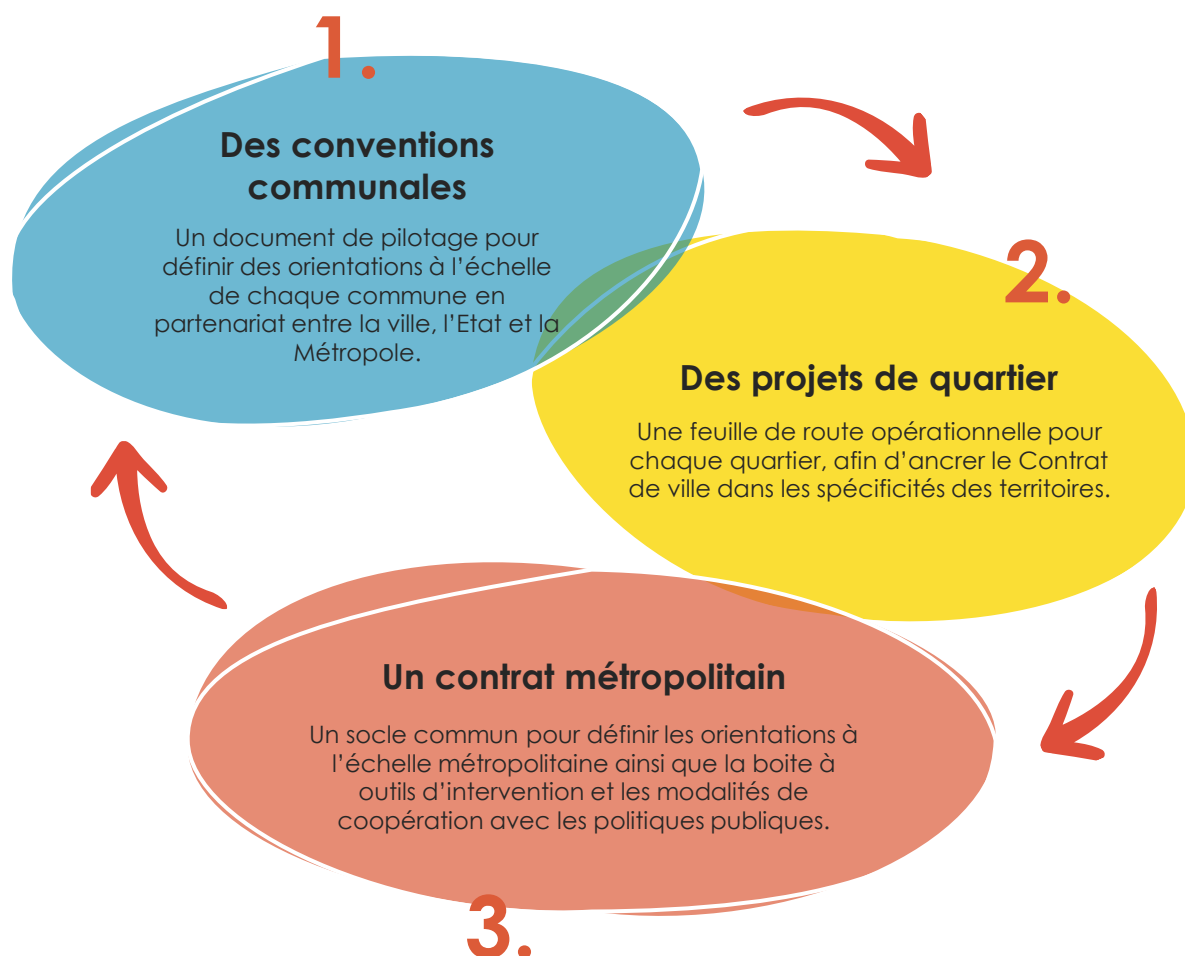 1.
Des conventions
communales
Un document de pilotage pour
définir des orientations à l'échelle
de chaque commune en
partenariat entre la ville, l'Etat et la
Métropole.
2.
Des projets de quartier
Une feuille de route opérationnelle pour
chaque quartier, afin d'ancrer le Contrat
de ville dans les spécificités des territoires.
Un contrat métropolitain
Un socle commun pour définir les orientations à
l'échelle métropolitaine ainsi que la boite à
outils d'intervention et les modalités de
coopération avec les politiques publiques.
3.